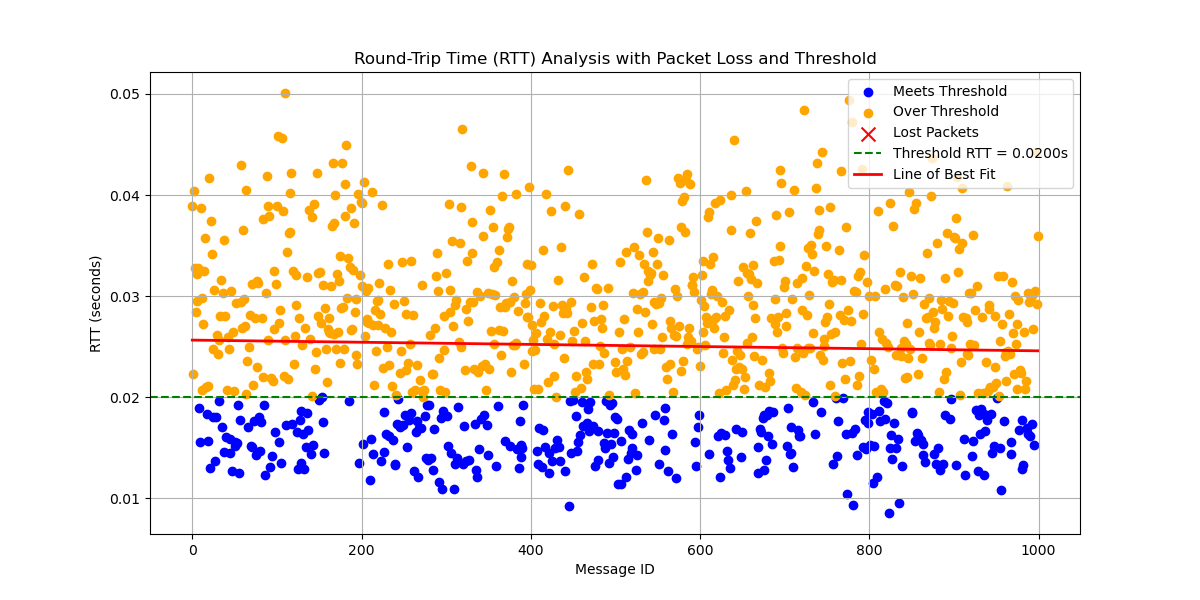 Round-Trip Time (RTT) Analysis with Packet Loss and Threshold
Meets Threshold
Over Threshold
Lost Packets
Threshold RTT = 0.0200s
Line of Best Fit
RTT (seconds)
0.05
0.04
0.03
0.02
0.01
0 200 400 600 800 1000
Message ID